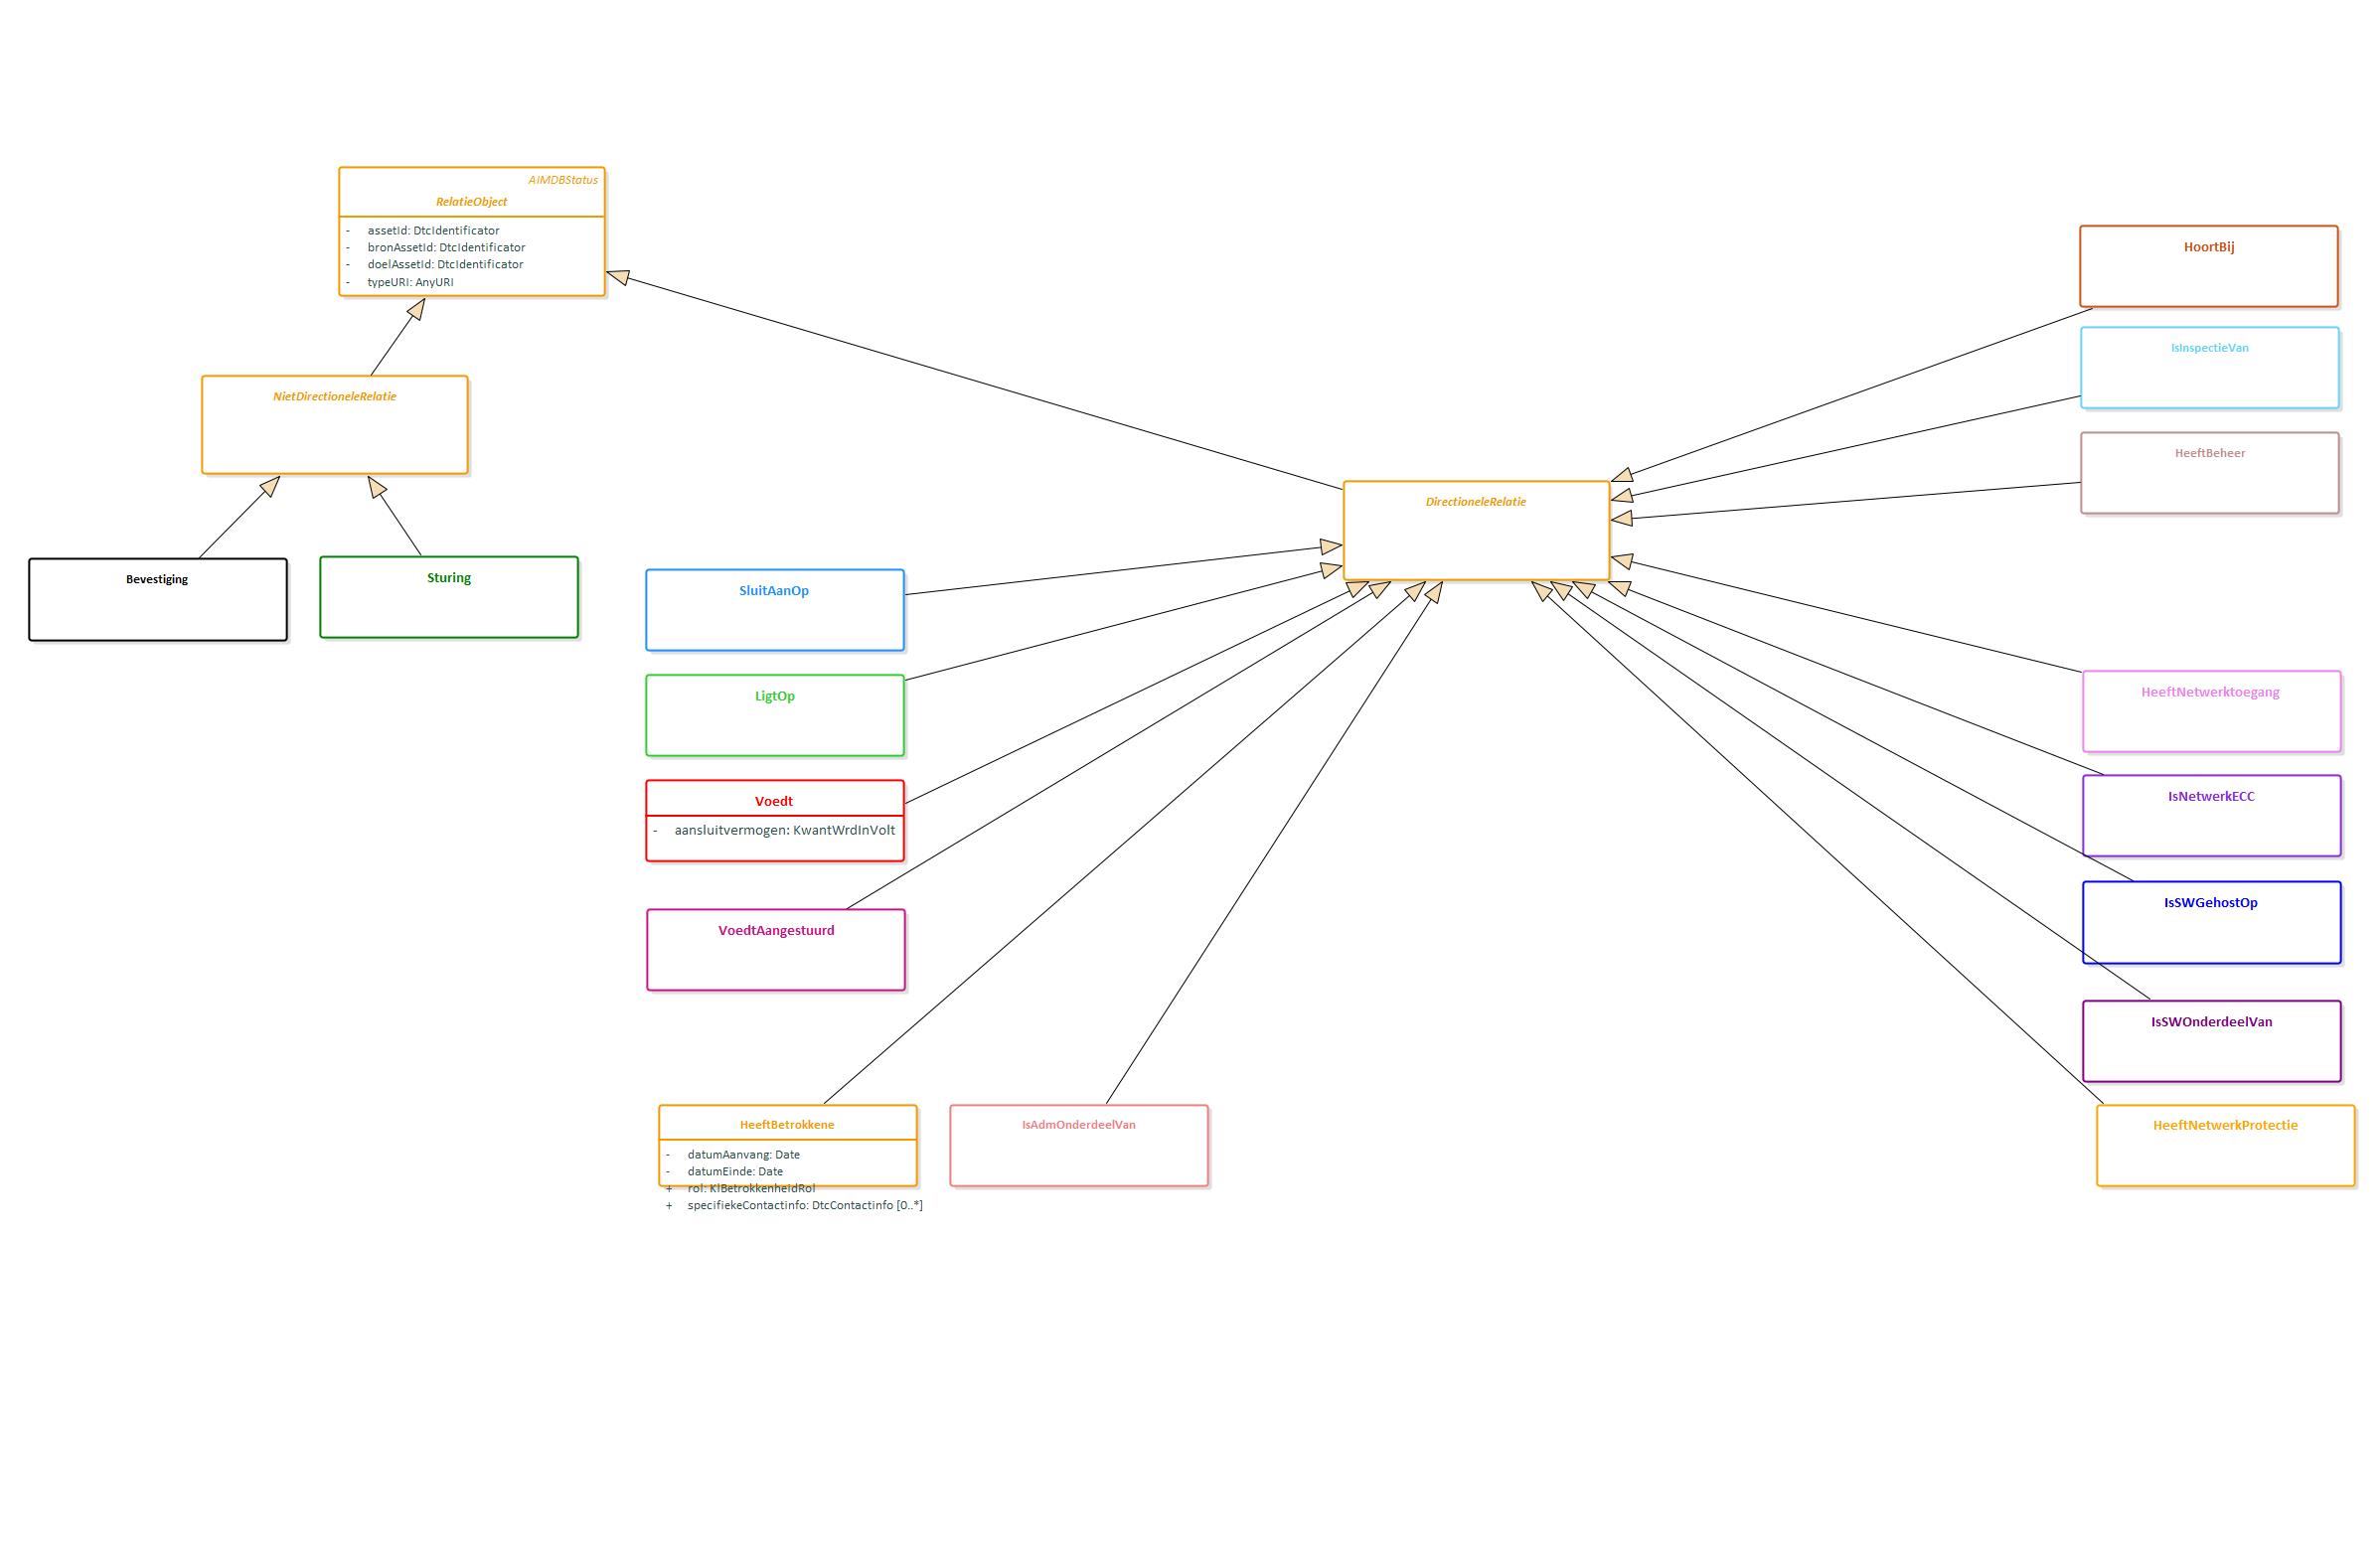 AIMDBStatus
RelatieObject
- assetId: DtcIdentificator
- bronAssetId: DtcIdentificator
- doelAssetId: DtcIdentificator
- typeURI: AnyURI
NietDirectioneleRelatie
Bevestiging
Sturing
DirectioneleRelatie
HoortBij
IsInspectieVan
HeeftBeheer
SluitAanOp
LigtOp
Voedt
- aansluitvermogen: KwantWrdInVolt
VoedtAangestuurd
HeeftBetrokkene
- datumAanvang: Date
- datumEinde: Date
+ rol: KlBetrokkenheidRol
+ specifiekeContactinfo: DtcContactinfo [0..*]
IsAdmOnderdeelVan
HeeftNetwerktoegang
IsNetwerkECC
IsSWGehostOp
IsSWOnderdeelVan
HeeftNetwerkProtectie